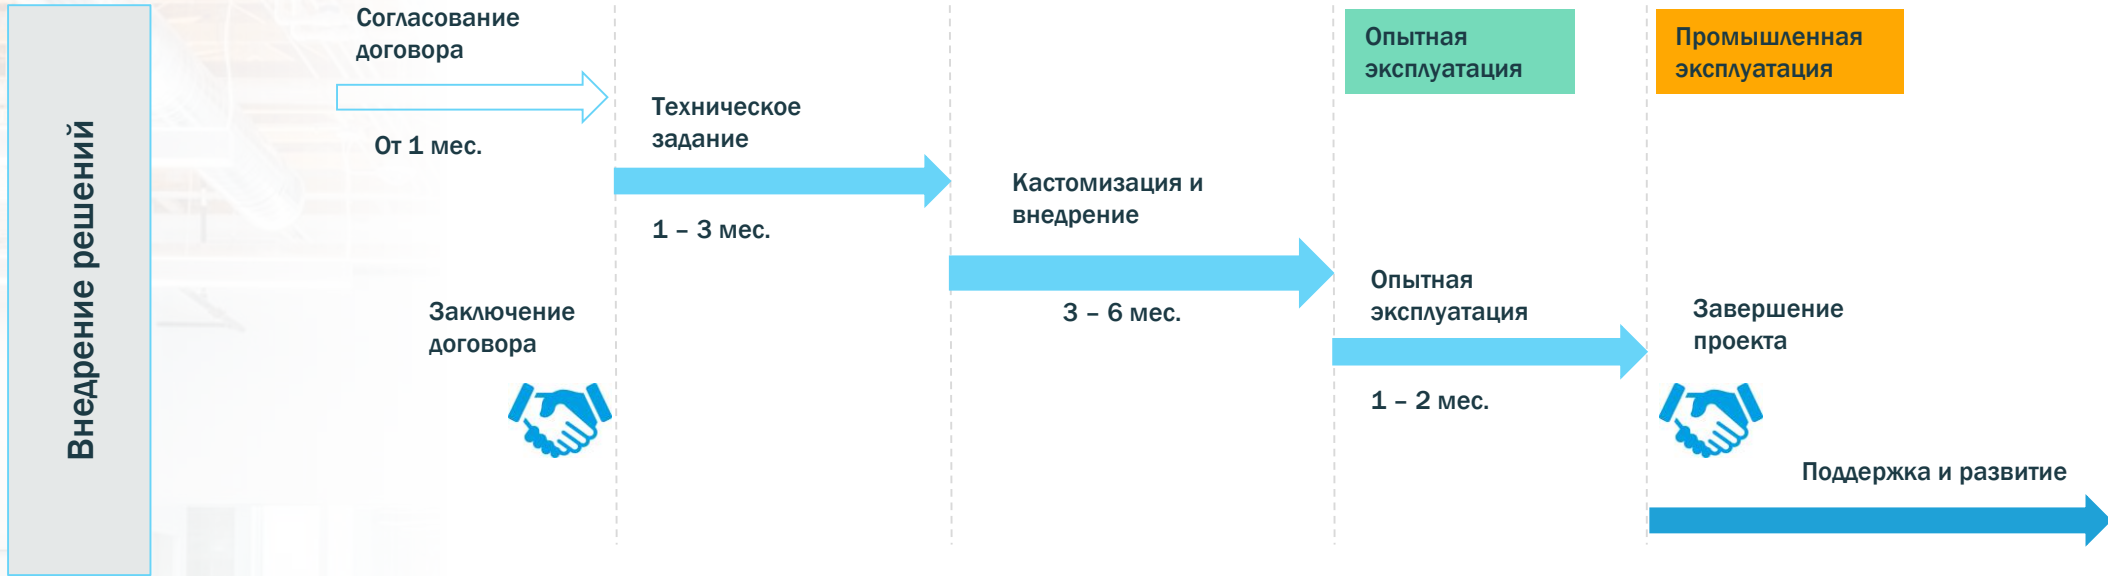 Внедрение решений
Согласование
договора
От 1 мес.
Заключение
договора
Техническое
задание
1 – 3 мес.
Кастомизация и
внедрение
3 – 6 мес.
Опытная
эксплуатация
Опытная
эксплуатация
1 – 2 мес.
Промышленная
эксплуатация
Завершение
проекта
Поддержка и развитие